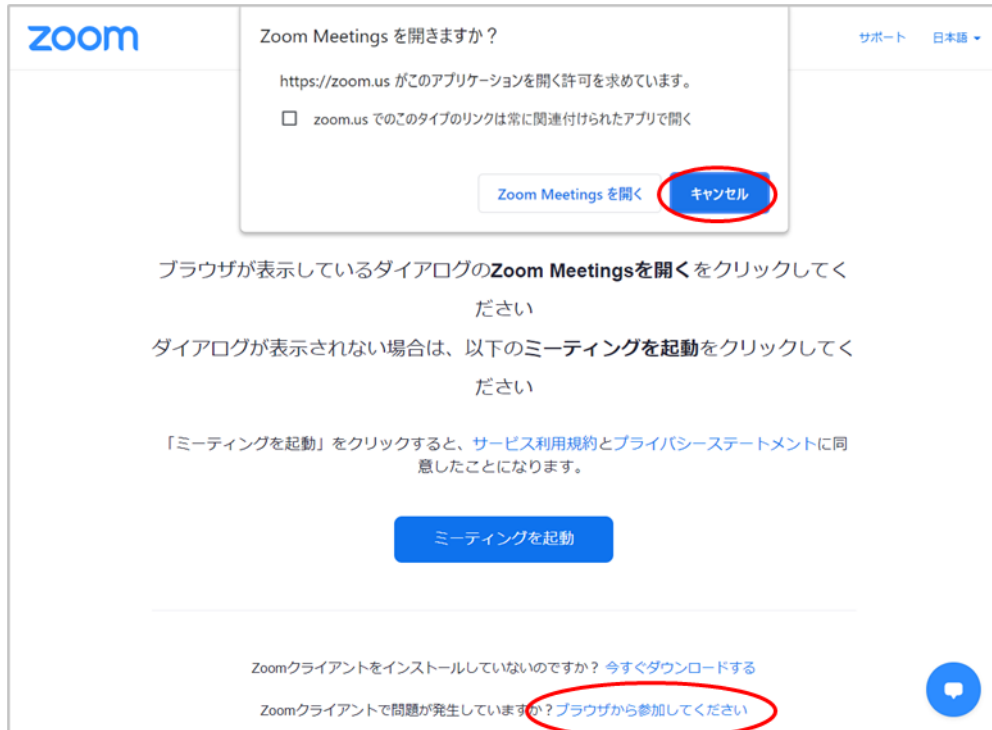 zoom
サポート 日本語
Zoom Meetings を開きますか？
https://zoom.us がこのアプリケーションを開く許可を求めています。
zoom.us でのこのタイプのリンクは常に関連付けられたアプリで開く
Zoom Meetings を開く キャンセル
ブラウザが表示しているダイアログのZoom Meetingsを開くをクリックしてく
ださい
ダイアログが表示されない場合は、以下のミーティングを起動をクリックしてく
ださい
「ミーティングを起動」をクリックすると、サービス利用規約とプライバシーステートメントに同
意したことになります。
ミーティングを起動
Zoomクライアントをインストールしていないのですか？ 今すぐダウンロードする
Zoomクライアントで問題が発生していますか？ブラウザから参加してください